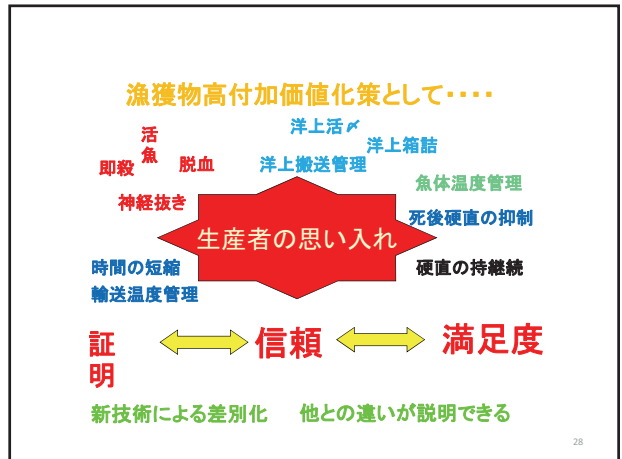 漁獲物高付加価値化策として・・・・
洋上活〆
活魚
洋上箱詰
即殺
脱血
洋上搬送管理
魚体温度管理
神経抜き
死後硬直の抑制
生産者の思い入れ
時間の短縮
硬直の持継続
輸送温度管理
証明
信頼
満足度
新技術による差別化
他との違いが説明できる
28